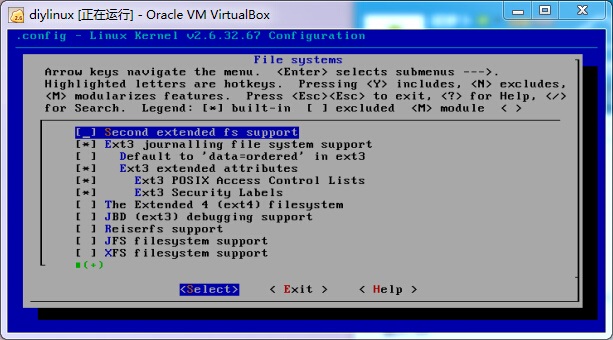 diylinux [正在运行] - Oracle VM VirtualBox
.config - Linux Kernel v2.6.32.67 Configuration
File systems
Arrow keys navigate the menu.  <Enter> selects submenus --->.
Highlighted letters are hotkeys.  Pressing <Y> includes, <N> excludes,
<M> modularizes features.  Press <Esc><Esc> to exit, <?> for Help, </>
for Search.  Legend: [*] built-in  [ ] excluded  <M> module  < >
[ ] Second extended fs support
[*] Ext3 journalling file system support
[ ]   Default to 'data=ordered' in ext3
[*]   Ext3 extended attributes
[*]     Ext3 POSIX Access Control Lists
[*]     Ext3 Security Labels
[ ] The Extended 4 (ext4) filesystem
[ ] JBD (ext3) debugging support
[ ] Reiserfs support
[ ] JFS filesystem support
[ ] XFS filesystem support
(+)
<Select>    < Exit >    < Help >